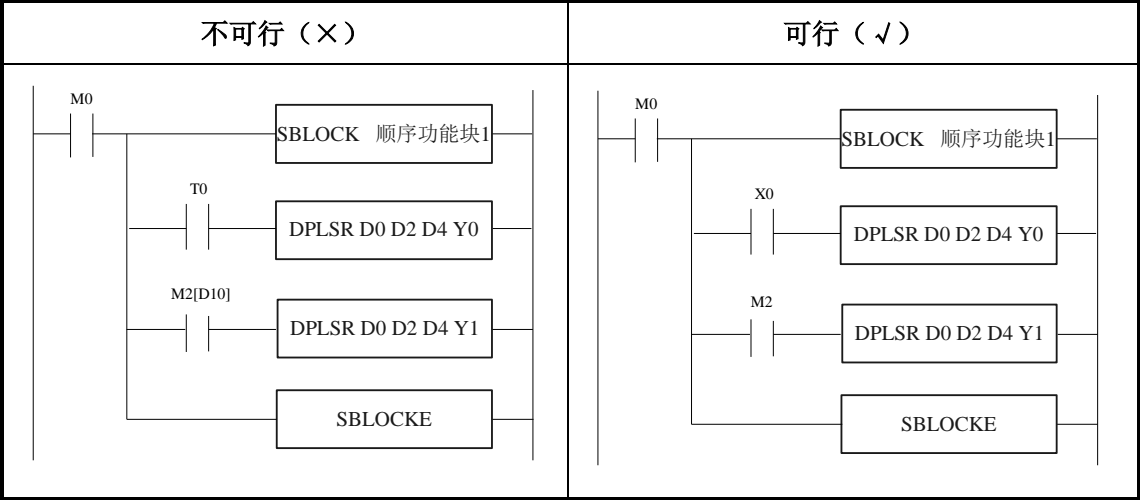 不可行（×）
可行（√）
M0
SBLOCK 顺序功能块1
T0
DPLSR D0 D2 D4 Y0
M2[D10]
DPLSR D0 D2 D4 Y1
SBLOCKE
M0
SBLOCK 顺序功能块1
X0
DPLSR D0 D2 D4 Y0
M2
DPLSR D0 D2 D4 Y1
SBLOCKE